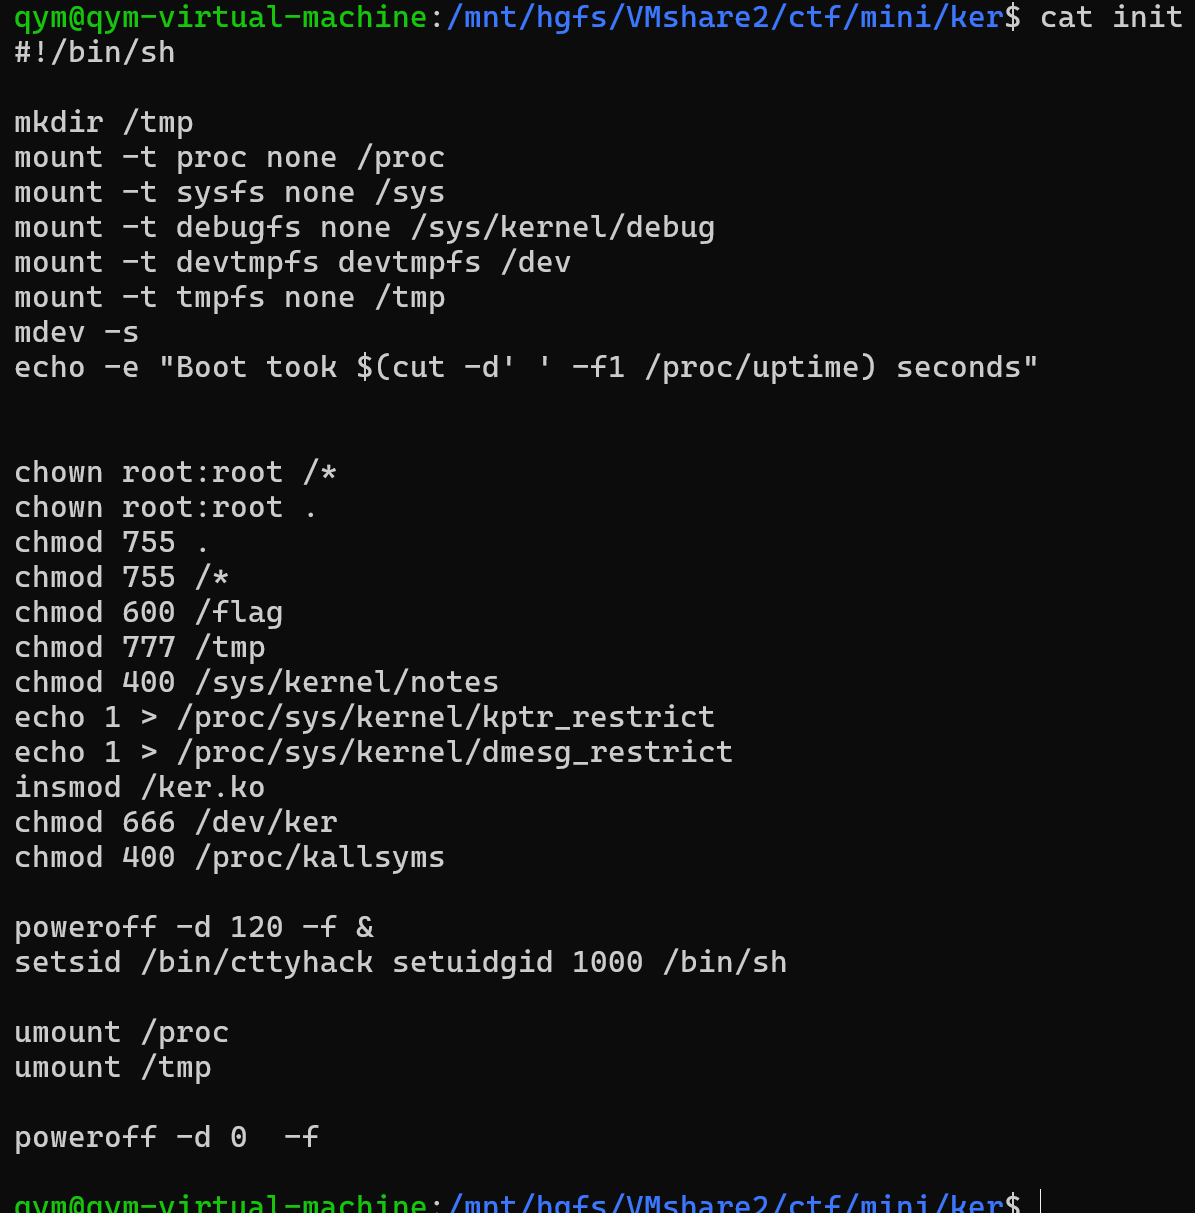 qym@qym-virtual-machine:/mnt/hgfs/VMshare2/ctf/mini/ker$ cat init
#!/bin/sh
mkdir /tmp
mount -t proc none /proc
mount -t sysfs none /sys
mount -t debugfs none /sys/kernel/debug
mount -t devtmpfs devtmpfs /dev
mount -t tmpfs none /tmp
mdev -s
echo -e "Boot took $(cut -d' ' -f1 /proc/uptime) seconds"
chown root:root /*
chown root:root .
chmod 755 .
chmod 755 /*
chmod 600 /flag
chmod 777 /tmp
chmod 400 /sys/kernel/notes
echo 1 > /proc/sys/kernel/kptr_restrict
echo 1 > /proc/sys/kernel/dmesg_restrict
insmod /ker.ko
chmod 666 /dev/ker
chmod 400 /proc/kallsyms
poweroff -d 120 -f &
setsid /bin/cttyhack setuidgid 1000 /bin/sh
umount /proc
umount /tmp
poweroff -d 0  -f
qym@qym-virtual-machine:/mnt/hgfs/VMshare2/ctf/mini/ker$